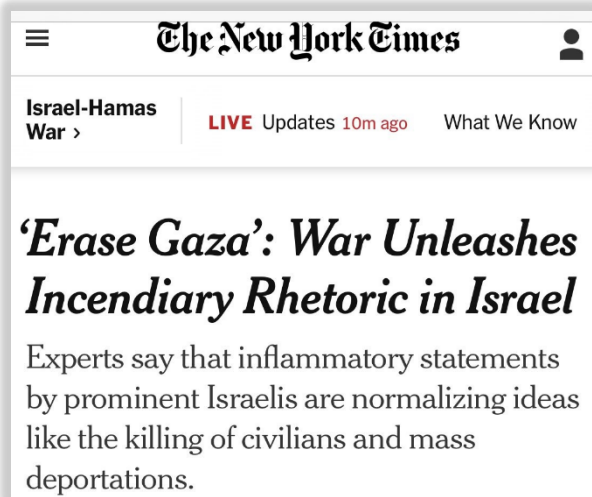 The New York Times
Israel-Hamas
War >
LIVE Updates 10m ago What We Know
‘Erase Gaza’: War Unleashes
Incendiary Rhetoric in Israel
Experts say that inflammatory statements
by prominent Israelis are normalizing ideas
like the killing of civilians and mass
deportations.